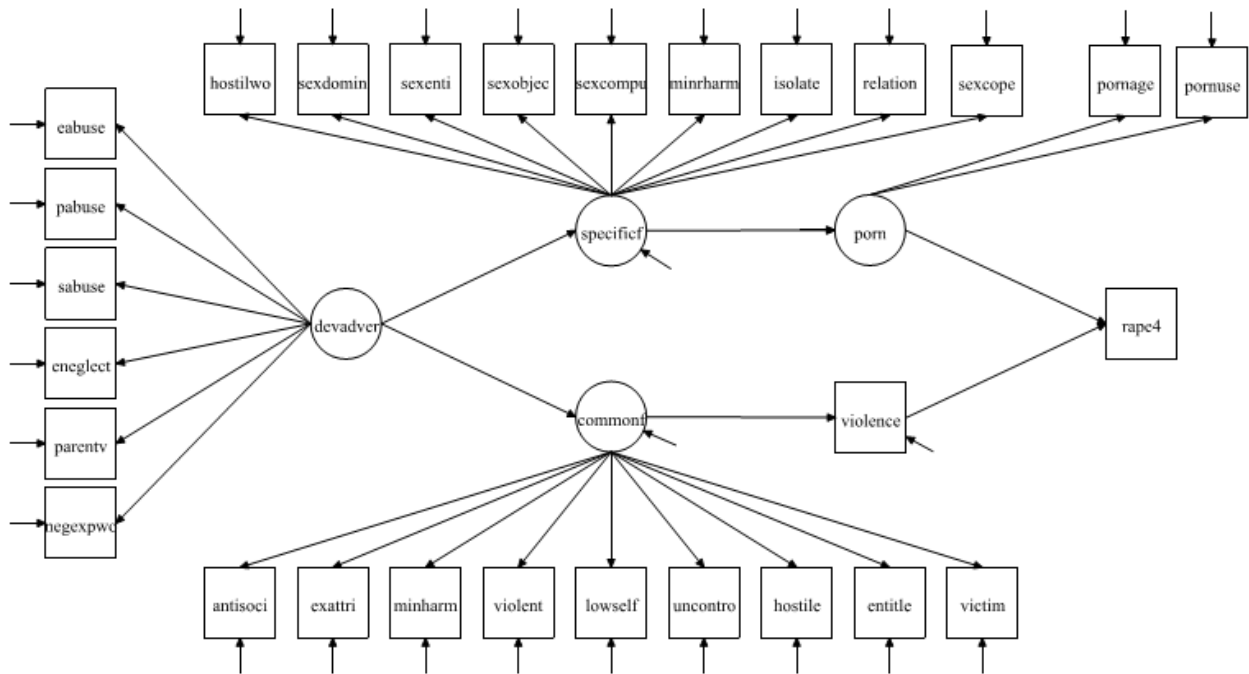 hostilwo
sexdomin
sexenti
sexobjec
sexcompu
minrharm
isolate
relation
sexcope
pornage
pornuse
eabuse
pabuse
sabuse
eneglect
parentv
negexpwo
devadver
specificf
porn
rape4
commonf
violence
antisoci
exattri
minharm
violent
lowself
uncontro
hostile
entitle
victim